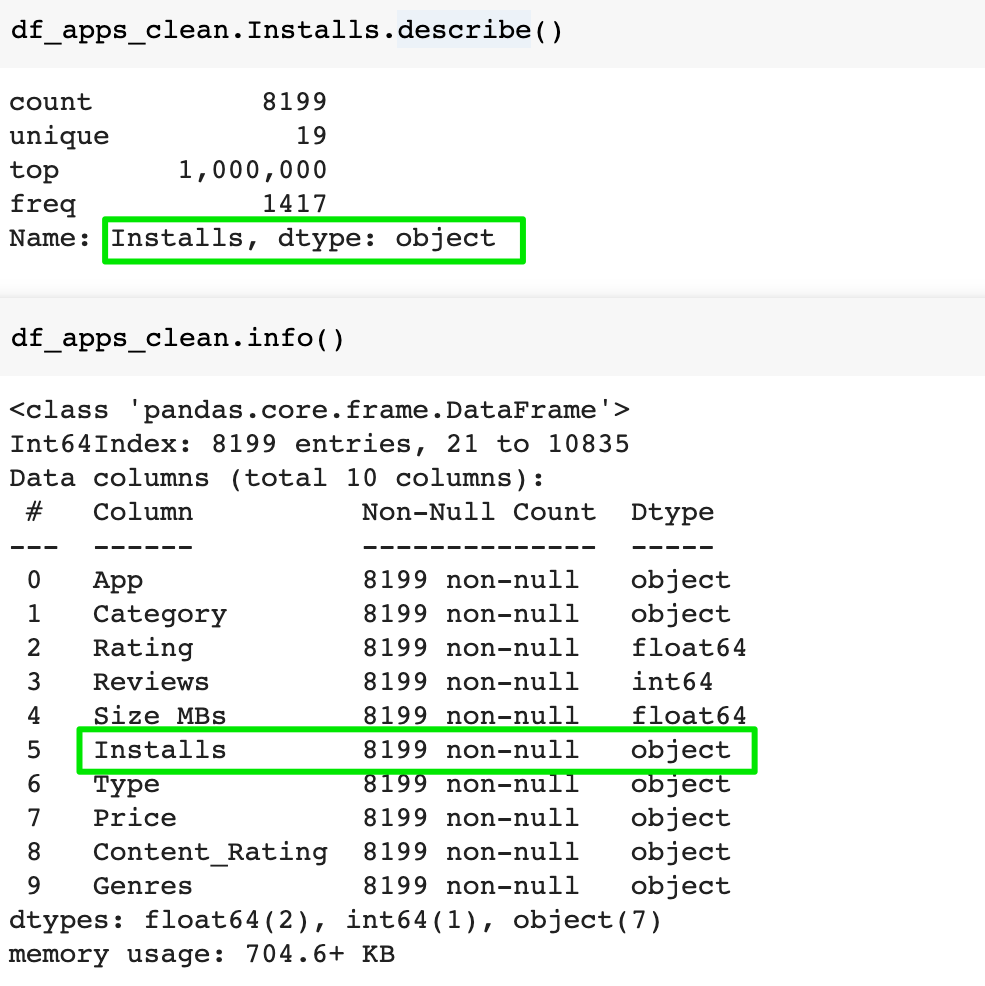 df_apps_clean.Installs.describe()
count          8199
unique           19
top       1,000,000
freq           1417
Name: Installs, dtype: object
df_apps_clean.info()
<class 'pandas.core.frame.DataFrame'>
Int64Index: 8199 entries, 21 to 10835
Data columns (total 10 columns):
 #   Column          Non-Null Count  Dtype
---  ------          --------------  -----
 0   App             8199 non-null   object
 1   Category        8199 non-null   object
 2   Rating          8199 non-null   float64
 3   Reviews         8199 non-null   int64
 4   Size_MBs        8199 non-null   float64
 5   Installs        8199 non-null   object
 6   Type            8199 non-null   object
 7   Price           8199 non-null   object
 8   Content_Rating  8199 non-null   object
 9   Genres          8199 non-null   object
dtypes: float64(2), int64(1), object(7)
memory usage: 704.6+ KB